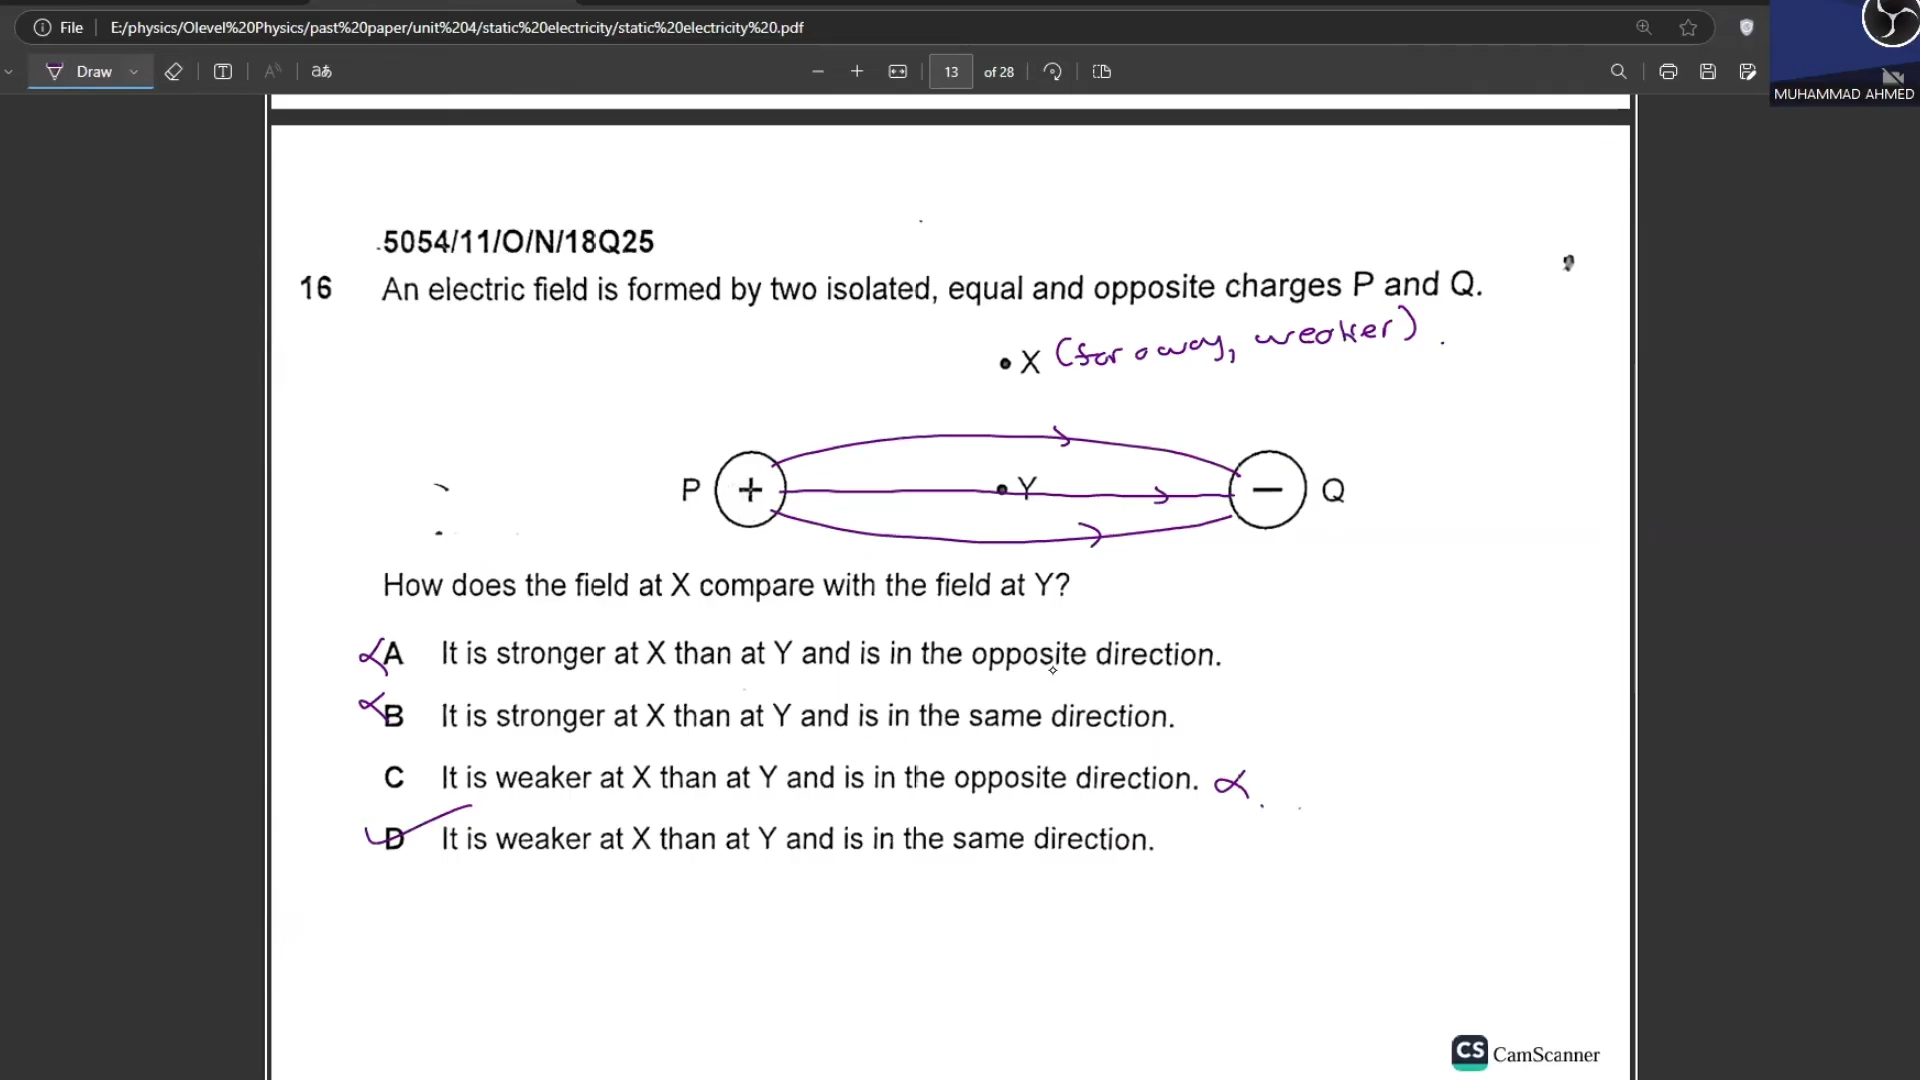 File E:/physics/Olevel%20Physics/past%20paper/unit%204/static%20electricity/static%20electricity%20.pdf
Draw aあ 13 of 28
MUHAMMAD AHMED
5054/11/O/N/18Q25
16 An electric field is formed by two isolated, equal and opposite charges P and Q.
X (far away, weaker).
P + Y − Q
How does the field at X compare with the field at Y?
A It is stronger at X than at Y and is in the opposite direction.
B It is stronger at X than at Y and is in the same direction.
C It is weaker at X than at Y and is in the opposite direction.
D It is weaker at X than at Y and is in the same direction.
CS CamScanner